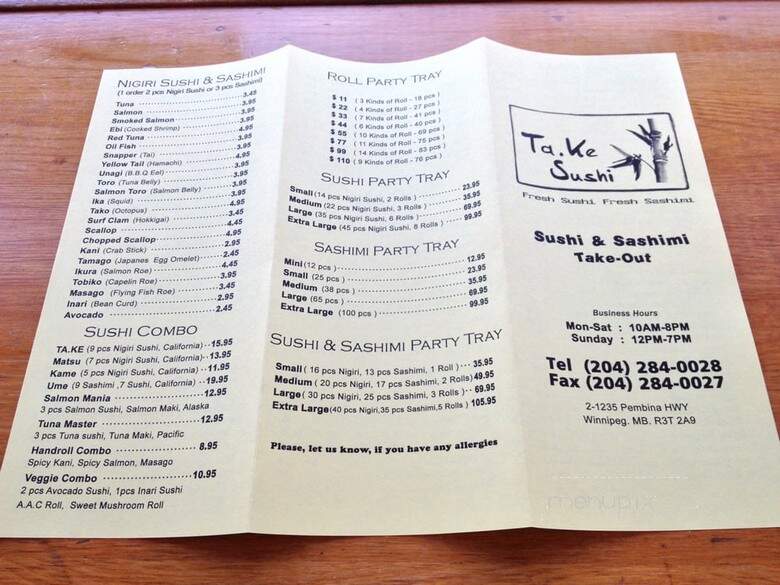 NIGIRI SUSHI & SASHIMI
(1 order 2 pcs Nigiri Sushi or 3 pcs Sashimi)
Tuna 3.45
Salmon 3.95
Smoked Salmon 3.95
Ebi (Cooked Shrimp) 4.95
Red Tuna
Oil Fish
Snapper (Tai)
Yellow Tail (Hamachi)
Unagi (B.B.Q Eel)
Toro (Tuna Belly)
Salmon Toro (Salmon Belly)
Ika (Squid)
Tako (Octopus)
Surf Clam (Hokkigai) 3.45
Scallop 4.45
Chopped Scallop 4.95
Kani (Crab Stick) 2.95
Tamago (Japanes Egg Omelet) 2.45
Ikura (Salmon Roe) 3.95
Tobiko (Capelin Roe) 3.95
Masago (Flying Fish Roe) 3.45
Inari (Bean Curd) 2.95
Avocado 2.45
SUSHI COMBO
TA.KE (9 pcs Nigiri Sushi, California) 15.95
Matsu (7 pcs Nigiri Sushi, California) 13.95
Kame (5 pcs Nigiri Sushi, California) 11.95
Ume (9 Sashimi ,7 Sushi, California) 19.95
Salmon Mania 12.95
3 pcs Salmon Sushi, Salmon Maki, Alaska
Tuna Master 12.95
3 pcs Tuna sushi, Tuna Maki, Pacific
Handroll Combo 8.95
Spicy Kani, Spicy Salmon, Masago
Veggie Combo 10.95
2 pcs Avocado Sushi, 1pcs Inari Sushi
A.A.C Roll, Sweet Mushroom Roll
ROLL PARTY TRAY
$ 11 ( 3 Kinds of Roll - 18 pcs )
$ 22 ( 4 Kinds of Roll - 27 pcs )
$ 33 ( 7 Kinds of Roll - 41 pcs )
$ 44 ( 6 Kinds of Roll - 40 pcs )
$ 55 ( 10 Kinds of Roll - 69 pcs )
$ 77 ( 11 Kinds of Roll - 75 pcs )
$ 99 ( 14 Kinds of Roll - 83 pcs )
$ 110 ( 9 Kinds of Roll - 76 pcs )
SUSHI PARTY TRAY
Small (14 pcs Nigiri Sushi, 2 Rolls ) 23.95
Medium (22 pcs Nigiri Sushi, 3 Rolls ) 35.95
Large (35 pcs Nigiri Sushi, 6 Rolls ) 69.95
Extra Large (45 pcs Nigiri Sushi, 8 Rolls ) 99.95
SASHIMI PARTY TRAY
Mini (12 pcs ) 12.95
Small (25 pcs ) 23.95
Medium (38 pcs ) 35.95
Large (65 pcs ) 69.95
Extra Large (100 pcs ) 99.95
SUSHI & SASHIMI PARTY TRAY
Small ( 16 pcs Nigiri, 13 pcs Sashimi, 1 Roll ) 35.95
Medium ( 20 pcs Nigiri, 17 pcs Sashimi, 2 Rolls) 49.95
Large ( 30 pcs Nigiri, 25 pcs Sashimi, 3 Rolls ) 69.95
Extra Large (40 pcs Nigiri,35 pcs Sashimi,5 Rolls ) 105.95
Please, let us know, if you have any allergies
Ta.Ke
Sushi
Fresh Sushi, Fresh Sashimi
Sushi & Sashimi
Take-Out
Business Hours
Mon-Sat : 10AM-8PM
Sunday : 12PM-7PM
Tel (204) 284-0028
Fax (204) 284-0027
2-1235 Pembina HWY
Winnipeg. MB. R3T 2A9
menupix